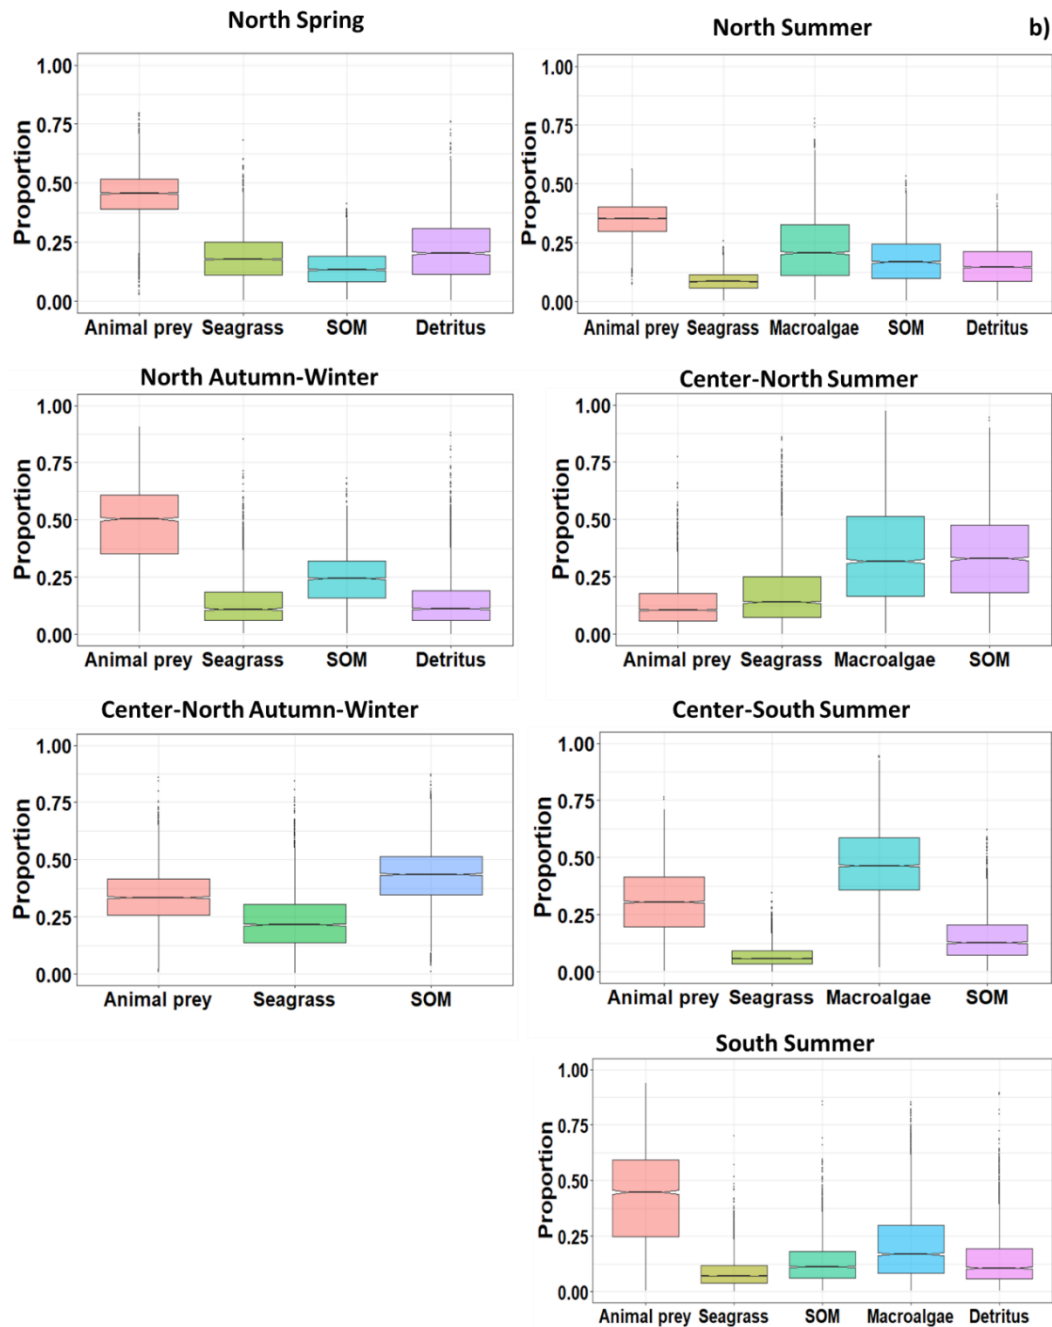 North Spring
North Summer
b)
1.00
0.75
0.50
0.25
0.00
Proportion
Animal prey Seagrass SOM Detritus
1.00
0.75
0.50
0.25
0.00
Proportion
Animal prey Seagrass Macroalgae SOM Detritus
North Autumn-Winter
1.00
0.75
0.50
0.25
0.00
Proportion
Animal prey Seagrass SOM Detritus
Center-North Summer
1.00
0.75
0.50
0.25
0.00
Proportion
Animal prey Seagrass Macroalgae SOM
Center-North Autumn-Winter
1.00
0.75
0.50
0.25
0.00
Proportion
Animal prey Seagrass SOM
Center-South Summer
1.00
0.75
0.50
0.25
0.00
Proportion
Animal prey Seagrass Macroalgae SOM
South Summer
1.00
0.75
0.50
0.25
0.00
Proportion
Animal prey Seagrass SOM Macroalgae Detritus